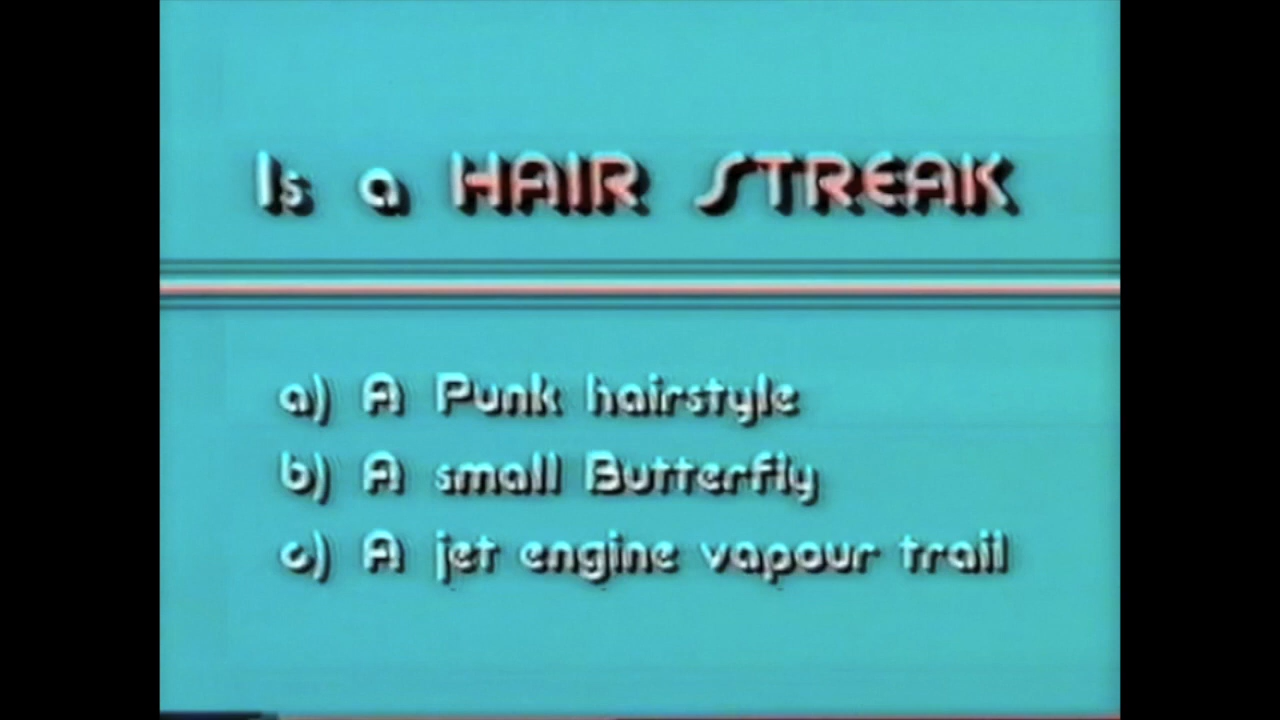 Is a HAIR STREAK
a) A Punk hairstyle
b) A small Butterfly
c) A jet engine vapour trail